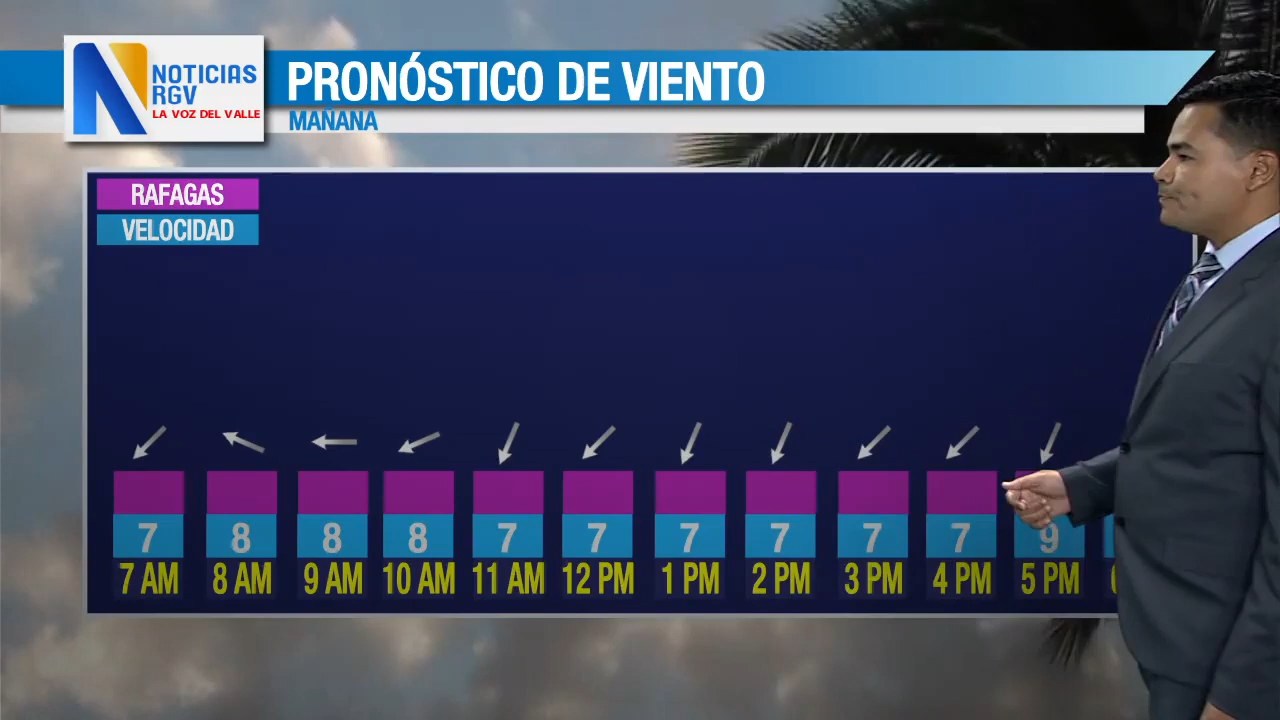 NOTICIAS
RGV
LA VOZ DEL VALLE
PRONÓSTICO DE VIENTO
MAÑANA
RAFAGAS
VELOCIDAD
7 8 8 8 7 7 7 7 7 7 9
7 AM 8 AM 9 AM 10 AM 11 AM 12 PM 1 PM 2 PM 3 PM 4 PM 5 PM